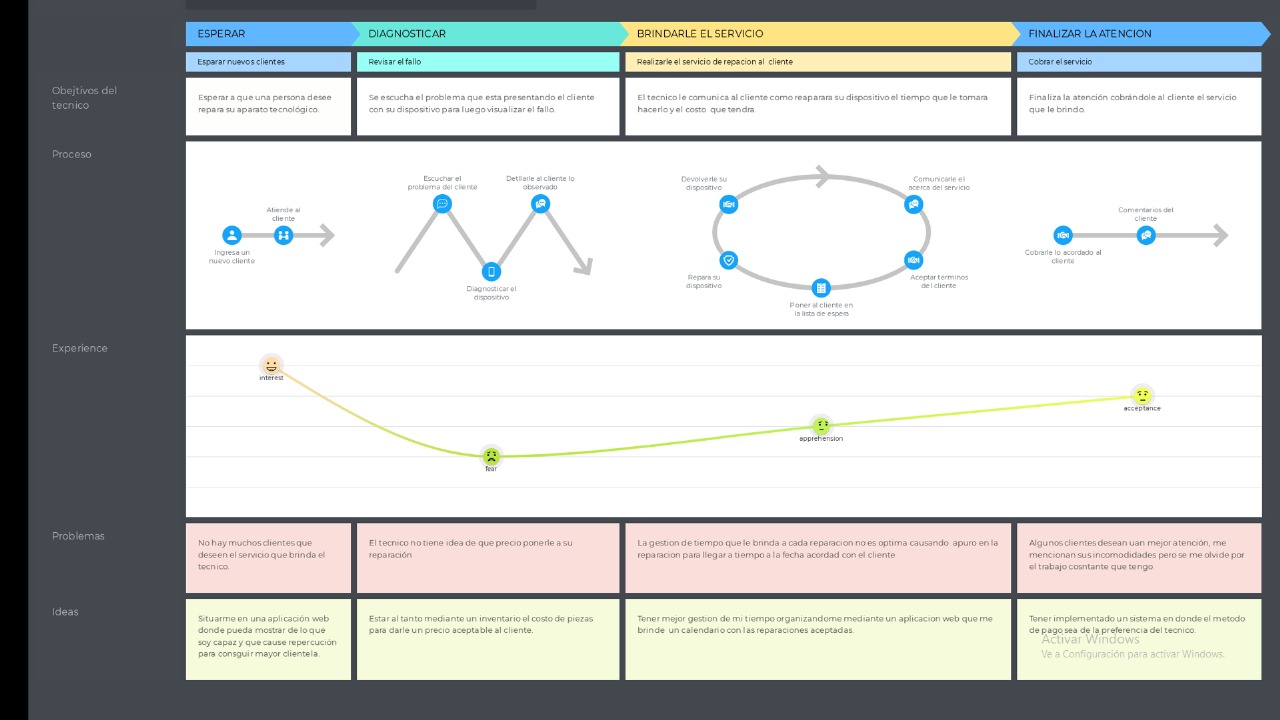 ESPERAR
DIAGNOSTICAR
BRINDARLE EL SERVICIO
FINALIZAR LA ATENCION
Esparar nuevos clientes
Revisar el fallo
Realizarle el servicio de repacion al cliente
Cobrar el servicio
Obejtivos del
tecnico
Esperar a que una persona desee
repara su aparato tecnológico.
Se escucha el problema que esta presentando el cliente
con su dispositivo para luego visualizar el fallo.
El tecnico le comunica al cliente como reaparara su dispositivo el tiempo que le tomara
hacerlo y el costo que tendra.
Finaliza la atención cobrándole al cliente el servicio
que le brindo.
Proceso
Ingresa un
nuevo cliente
Atiende al
cliente
Escuchar el
problema del cliente
Diagnosticar el
dispositivo
Detllarle al cliente lo
observado
Devolverle su
dispositivo
Comunicarle el
acerca del servicio
Repara su
dispositivo
Aceptar terminos
del cliente
Poner al cliente en
la lista de espera
Cobrarle lo acordado al
cliente
Comentarios del
cliente
Experience
interest
fear
apprehension
acceptance
Problemas
No hay muchos clientes que
deseen el servicio que brinda el
tecnico.
El tecnico no tiene idea de que precio ponerle a su
reparación
La gestion de tiempo que le brinda a cada reparacion no es optima causando apuro en la
reparacion para llegar a tiempo a la fecha acordad con el cliente
Algunos clientes desean uan mejor atención, me
mencionan sus incomodidades pero se me olvide por
el trabajo cosntante que tengo.
Ideas
Situarme en una aplicación web
donde pueda mostrar de lo que
soy capaz y que cause repercución
para consguir mayor clientela.
Estar al tanto mediante un inventario el costo de piezas
para darle un precio aceptable al cliente.
Tener mejor gestion de mi tiempo organizandome mediante un aplicacion web que me
brinde un calendario con las reparaciones aceptadas.
Tener implementado un sistema en donde el metodo
de pago sea de la preferencia del tecnico.
Activar Windows
Ve a Configuración para activar Windows.